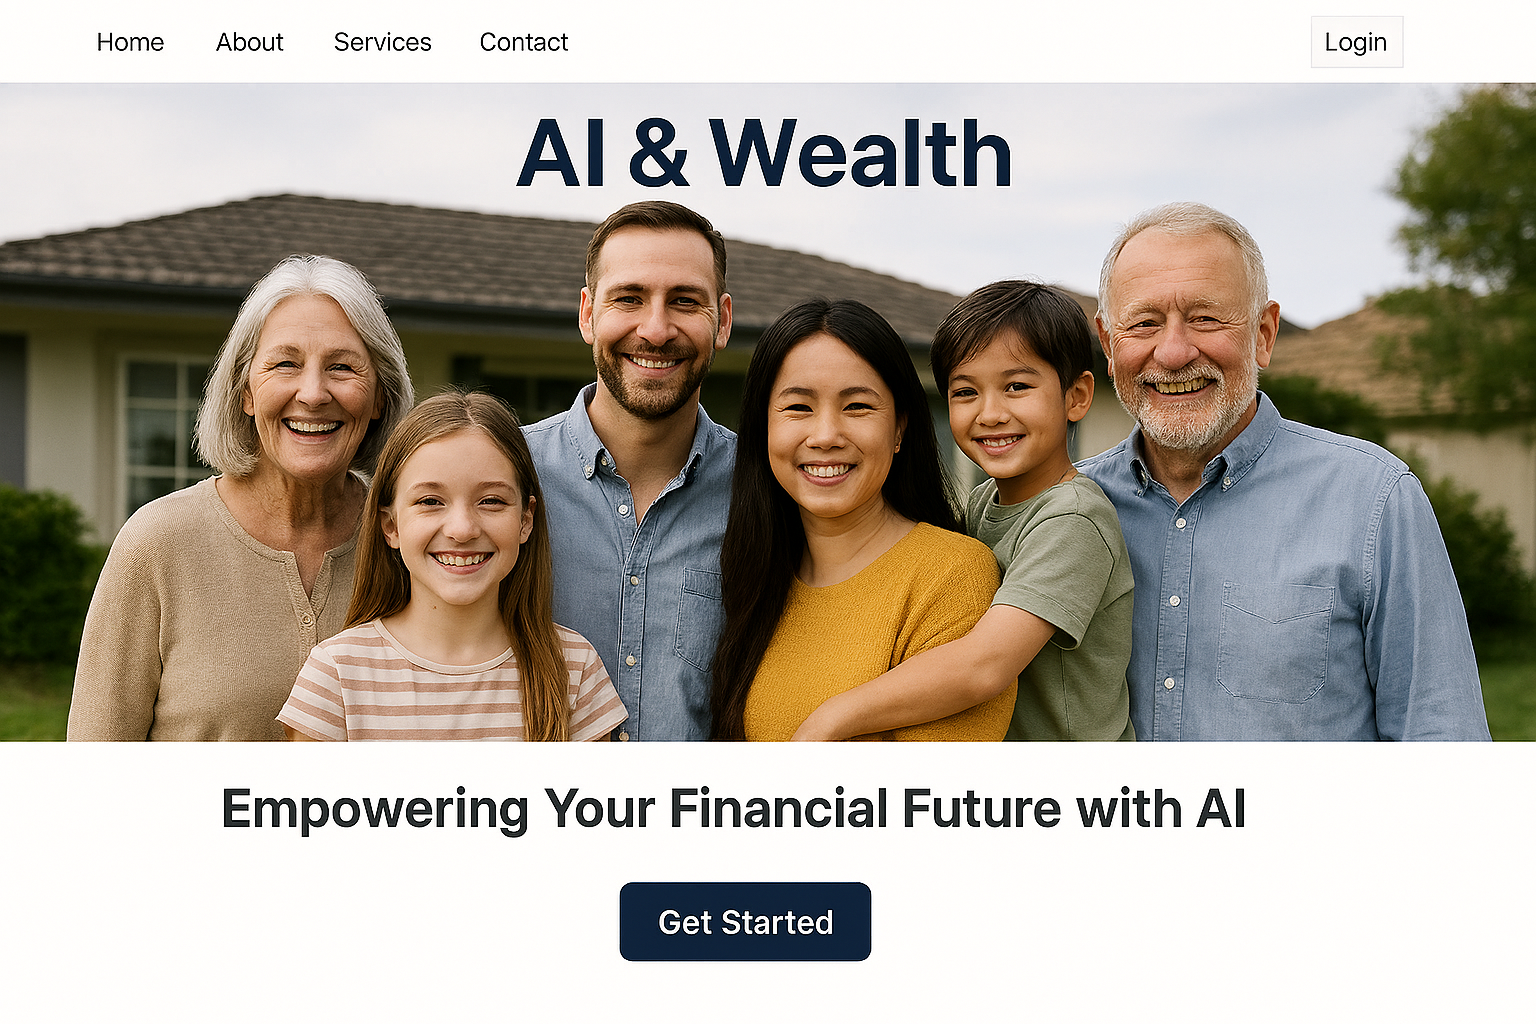 Home About Services Contact Login
AI & Wealth
Empowering Your Financial Future with AI
Get Started